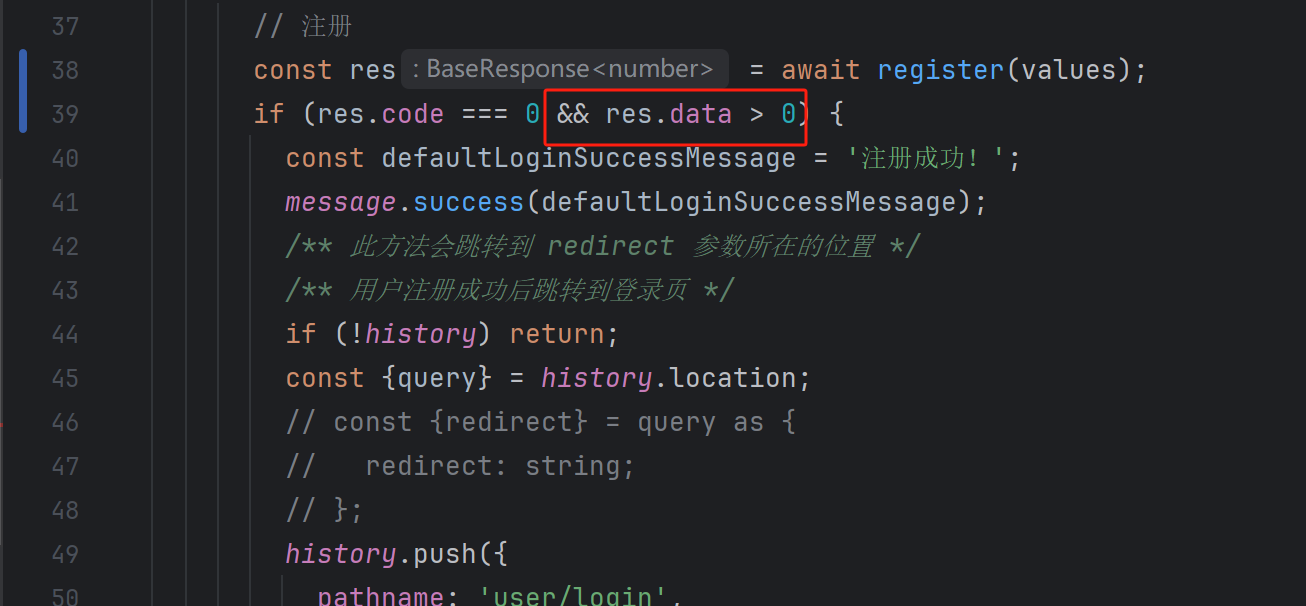 37 // 注册
38 const res : BaseResponse<number> = await register(values);
39 if (res.code === 0 && res.data > 0) {
40 const defaultLoginSuccessMessage = '注册成功！';
41 message.success(defaultLoginSuccessMessage);
42 /** 此方法会跳转到 redirect 参数所在的位置 */
43 /** 用户注册成功后跳转到登录页 */
44 if (!history) return;
45 const {query} = history.location;
46 // const {redirect} = query as {
47 //   redirect: string;
48 // };
49 history.push({
50 pathname: 'user/login',